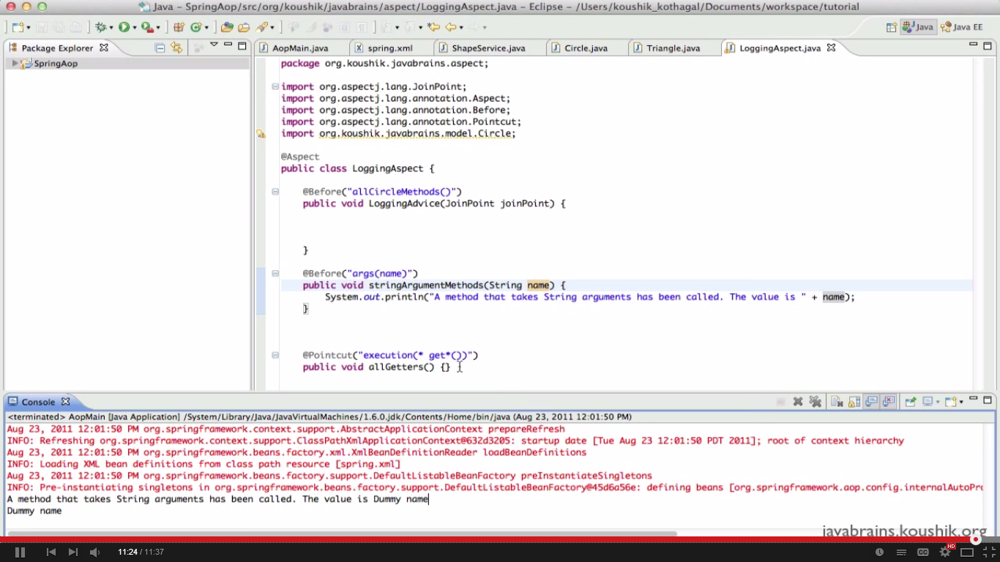 Java - SpringAop/src/org/koushik/javabrains/aspect/LoggingAspect.java - Eclipse - /Users/koushik_kothagal/Documents/workspace/tutorial
Java
Java EE
Package Explorer
SpringAop
AopMain.java
spring.xml
ShapeService.java
Circle.java
Triangle.java
LoggingAspect.java
package org.koushik.javabrains.aspect;
import org.aspectj.lang.JoinPoint;
import org.aspectj.lang.annotation.Aspect;
import org.aspectj.lang.annotation.Before;
import org.aspectj.lang.annotation.Pointcut;
import org.koushik.javabrains.model.Circle;
@Aspect
public class LoggingAspect {
@Before("allCircleMethods()")
public void LoggingAdvice(JoinPoint joinPoint) {
}
@Before("args(name)")
public void stringArgumentMethods(String name) {
System.out.println("A method that takes String arguments has been called. The value is " + name);
}
@Pointcut("execution(* get*())")
public void allGetters() {}
Console
<terminated> AopMain [Java Application] /System/Library/Java/JavaVirtualMachines/1.6.0.jdk/Contents/Home/bin/java (Aug 23, 2011 12:01:50 PM)
Aug 23, 2011 12:01:50 PM org.springframework.context.support.AbstractApplicationContext prepareRefresh
INFO: Refreshing org.springframework.context.support.ClassPathXmlApplicationContext@632d3205: startup date [Tue Aug 23 12:01:50 PDT 2011]; root of context hierarchy
Aug 23, 2011 12:01:50 PM org.springframework.beans.factory.xml.XmlBeanDefinitionReader loadBeanDefinitions
INFO: Loading XML bean definitions from class path resource [spring.xml]
Aug 23, 2011 12:01:50 PM org.springframework.beans.factory.support.DefaultListableBeanFactory preInstantiateSingletons
INFO: Pre-instantiating singletons in org.springframework.beans.factory.support.DefaultListableBeanFactory@45d6a56e: defining beans [org.springframework.aop.config.internalAutoPro
A method that takes String arguments has been called. The value is Dummy name
Dummy name
javabrains.koushik.org
11:24 / 11:37
CC
HD